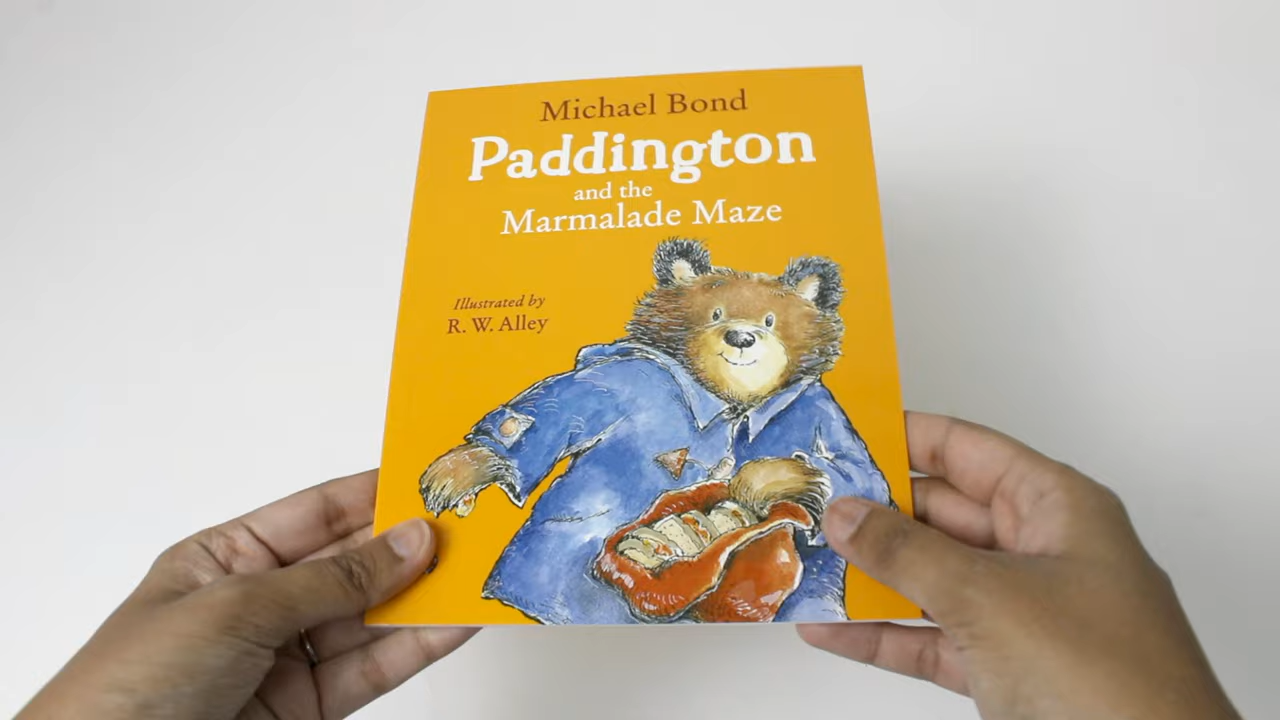 Michael Bond
Paddington
and the
Marmalade Maze
Illustrated by
R. W. Alley